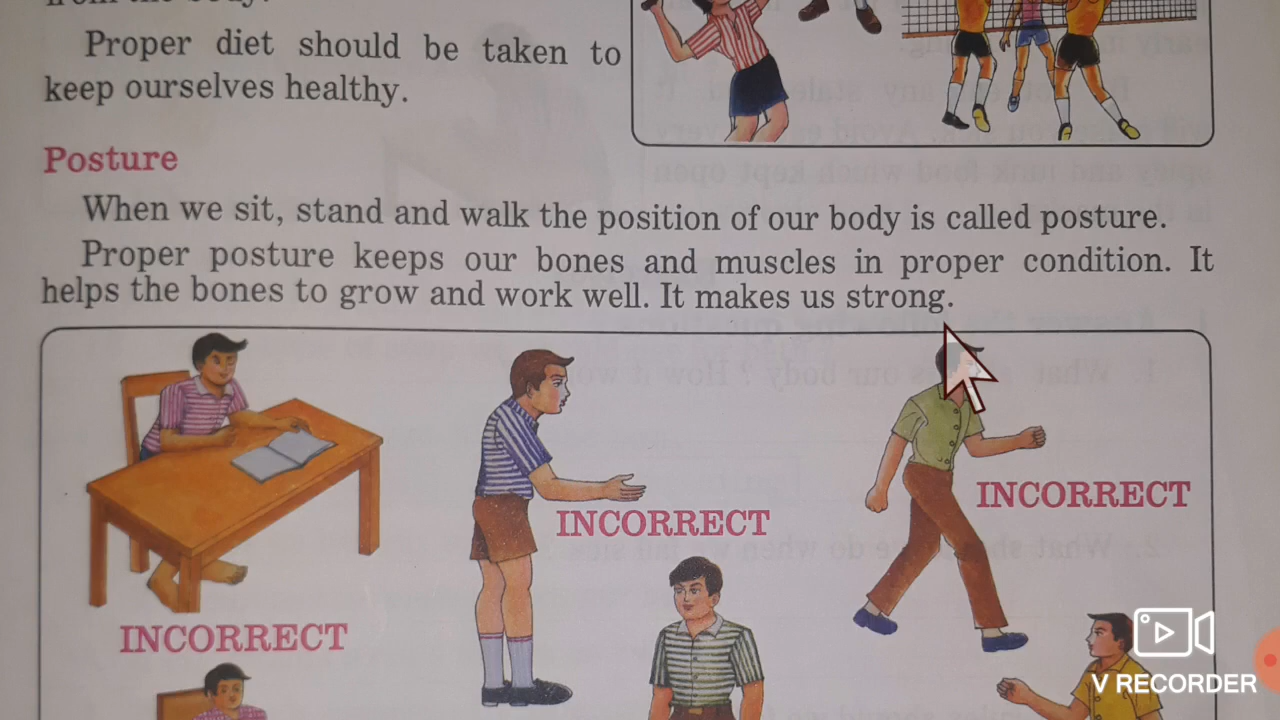 Proper diet should be taken to
keep ourselves healthy.
Posture
When we sit, stand and walk the position of our body is called posture.
Proper posture keeps our bones and muscles in proper condition. It
helps the bones to grow and work well. It makes us strong.
INCORRECT
INCORRECT
INCORRECT
V RECORDER